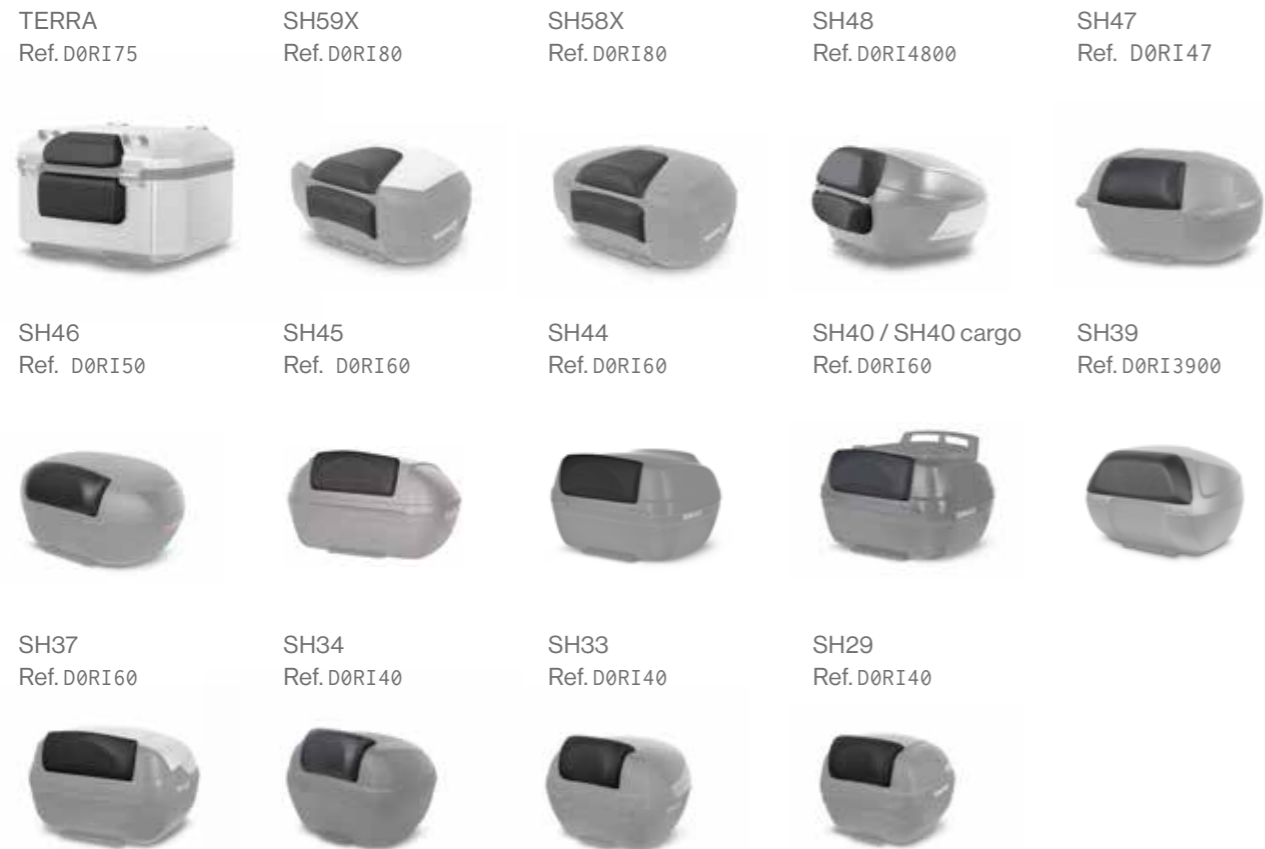 TERRA
Ref. D0RI75
SH59X
Ref. D0RI80
SH58X
Ref. D0RI80
SH48
Ref. D0RI4800
SH47
Ref. D0RI47
SH46
Ref. D0RI50
SH45
Ref. D0RI60
SH44
Ref. D0RI60
SH40 / SH40 cargo
Ref. D0RI60
SH39
Ref. D0RI3900
SH37
Ref. D0RI60
SH34
Ref. D0RI40
SH33
Ref. D0RI40
SH29
Ref. D0RI40